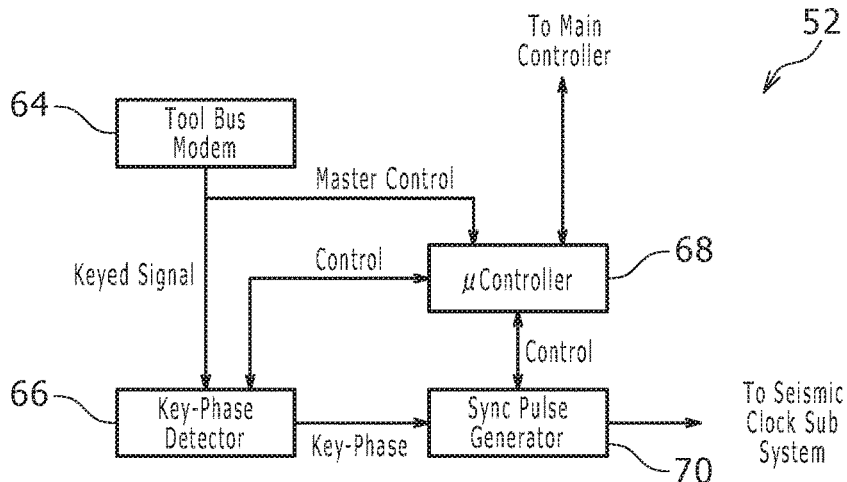 52
To Main
Controller
64
Tool Bus
Modem
Master Control
Keyed Signal
Control
68
μController
Control
66
Key-Phase
Detector
Key-Phase
Sync Pulse
Generator
70
To Seismic
Clock Sub
System